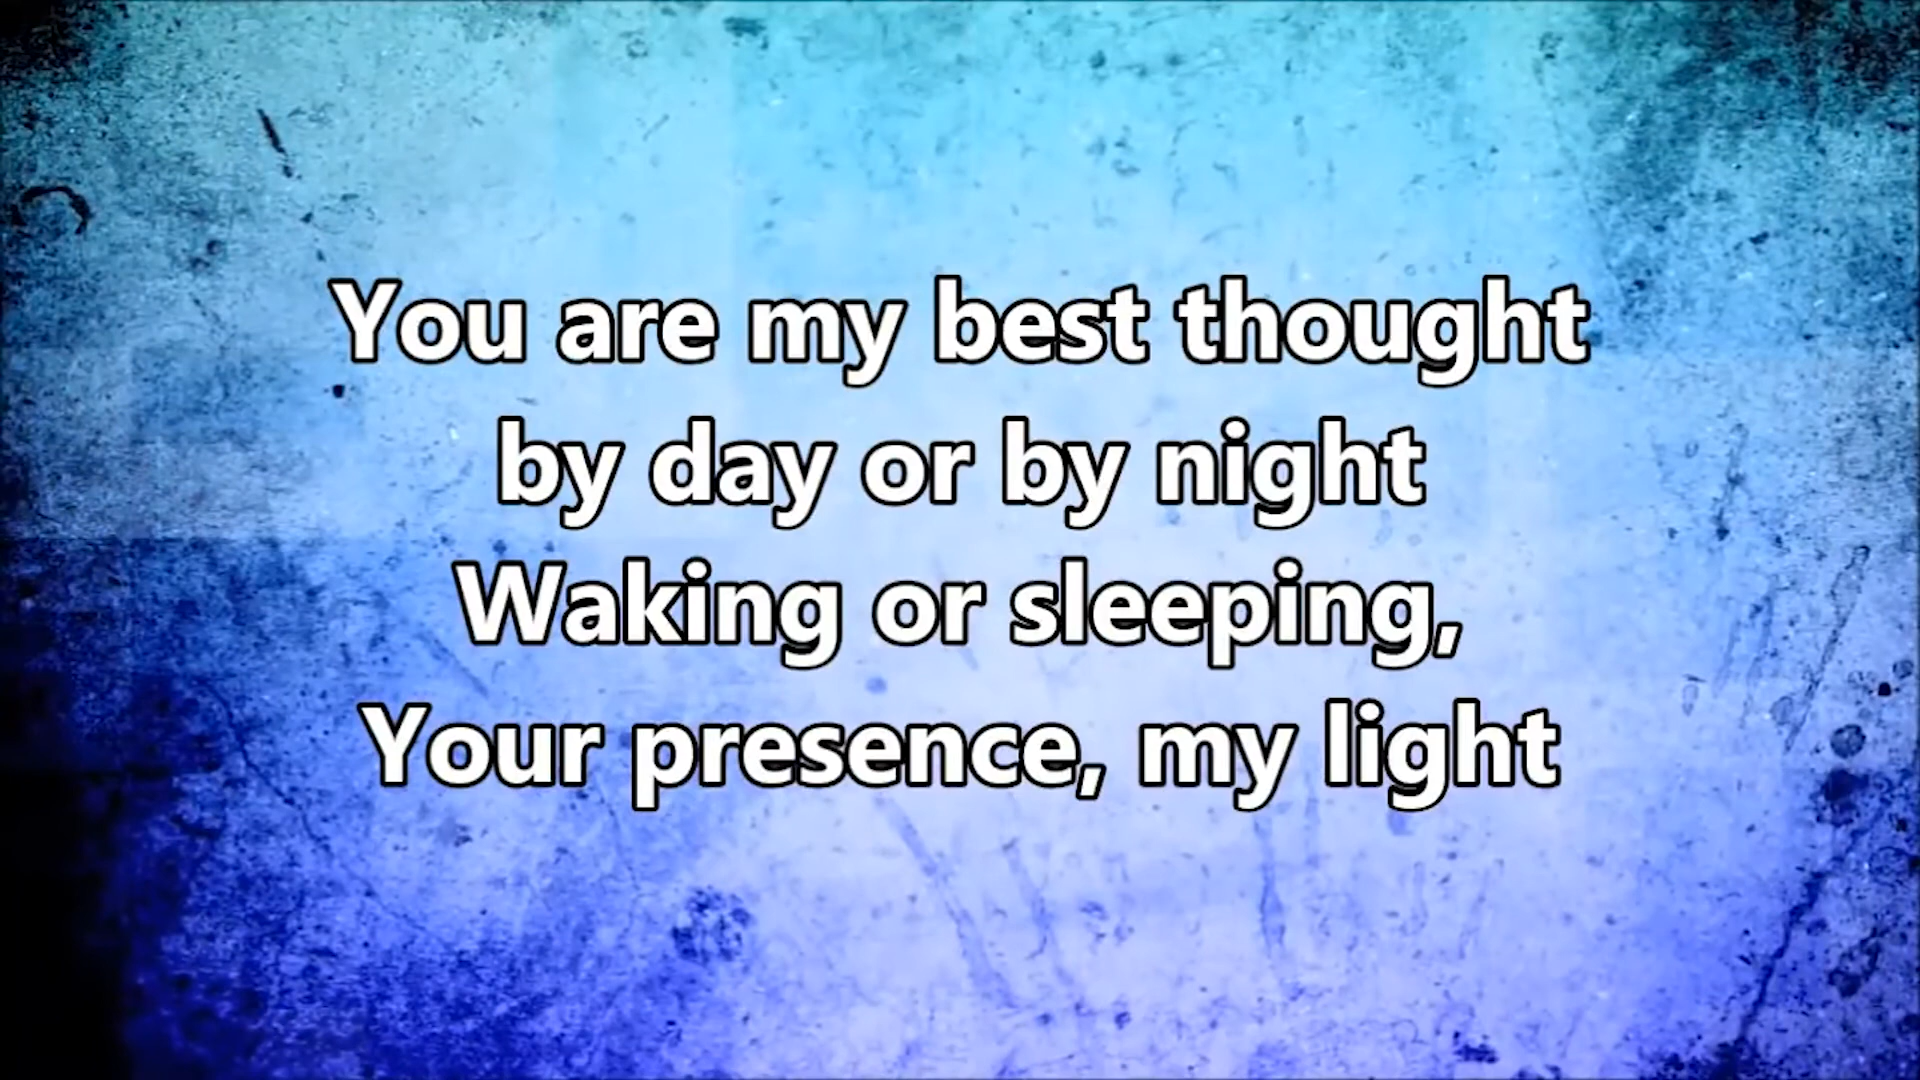 You are my best thought
by day or by night
Waking or sleeping,
Your presence, my light